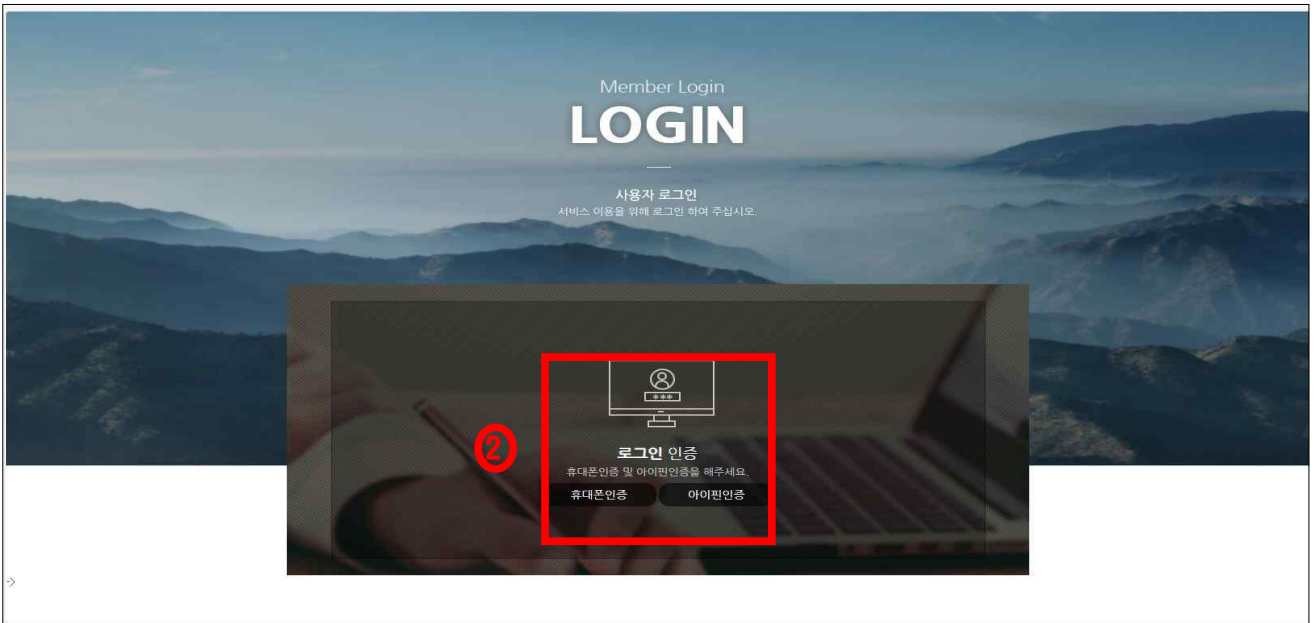 Member Login
LOGIN
사용자 로그인
서비스 이용을 위해 로그인 하여 주십시오.
***
②
로그인 인증
휴대폰인증 및 아이핀인증을 해주세요.
휴대폰인증 아이핀인증
->